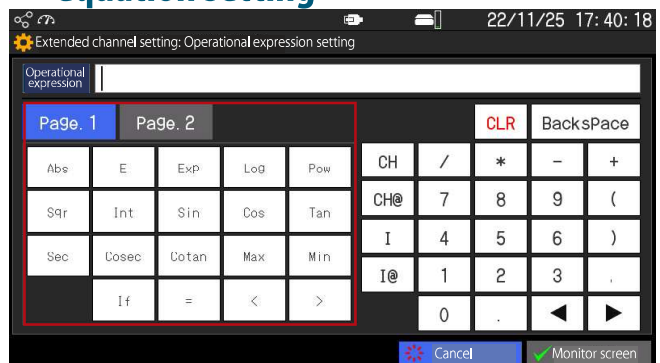 Equation setting
22/11/25 17:40:18
Extended channel setting: Operational expression setting
Operational
expression
Page. 1 Page. 2 CLR BacksPace
Abs E Exp Log Pow CH / * - +
Sqr Int Sin Cos Tan CH@ 7 8 9 (
Sec Cosec Cotan Max Min I 4 5 6 )
If = < > I@ 1 2 3 ,
0 . ◀ ▶
Cancel Monitor screen